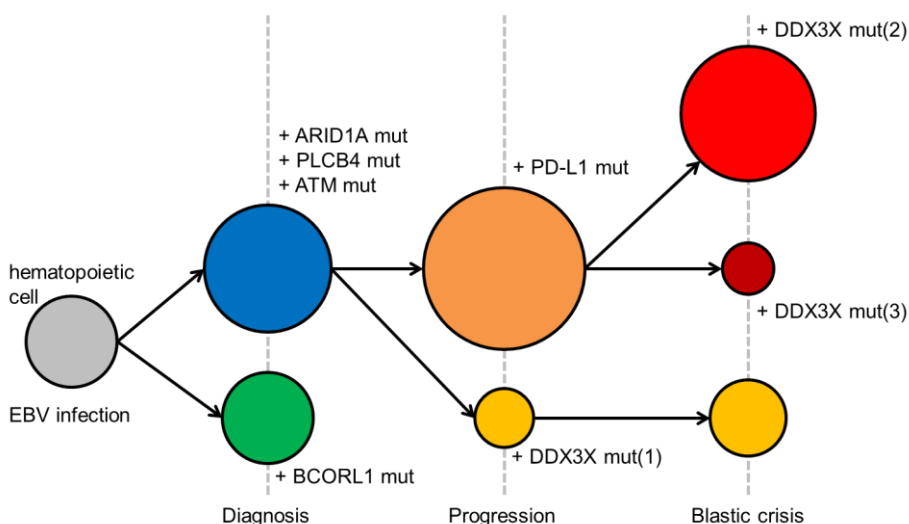 + DDX3X mut(2)
+ ARID1A mut
+ PLCB4 mut
+ ATM mut
+ PD-L1 mut
hematopoietic
cell
+ DDX3X mut(3)
EBV infection
+ DDX3X mut(1)
+ BCORL1 mut
Diagnosis
Progression
Blastic crisis